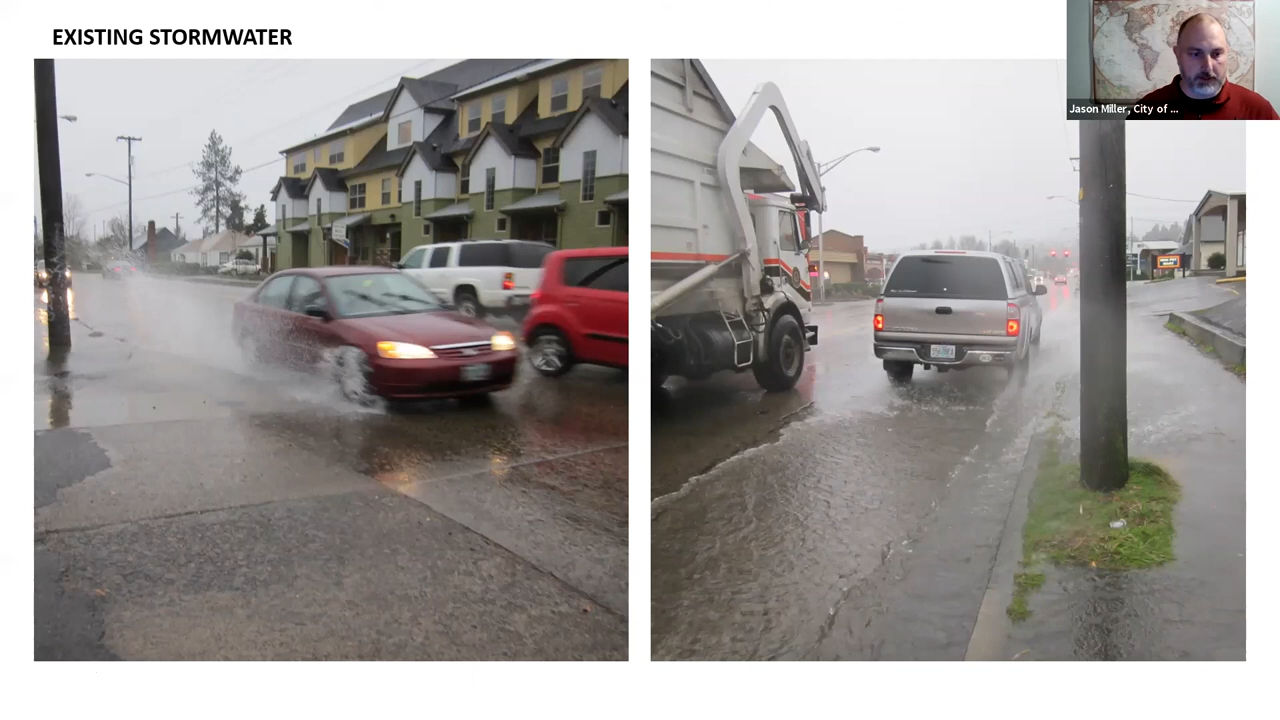 EXISTING STORMWATER
Jason Miller, City of ...